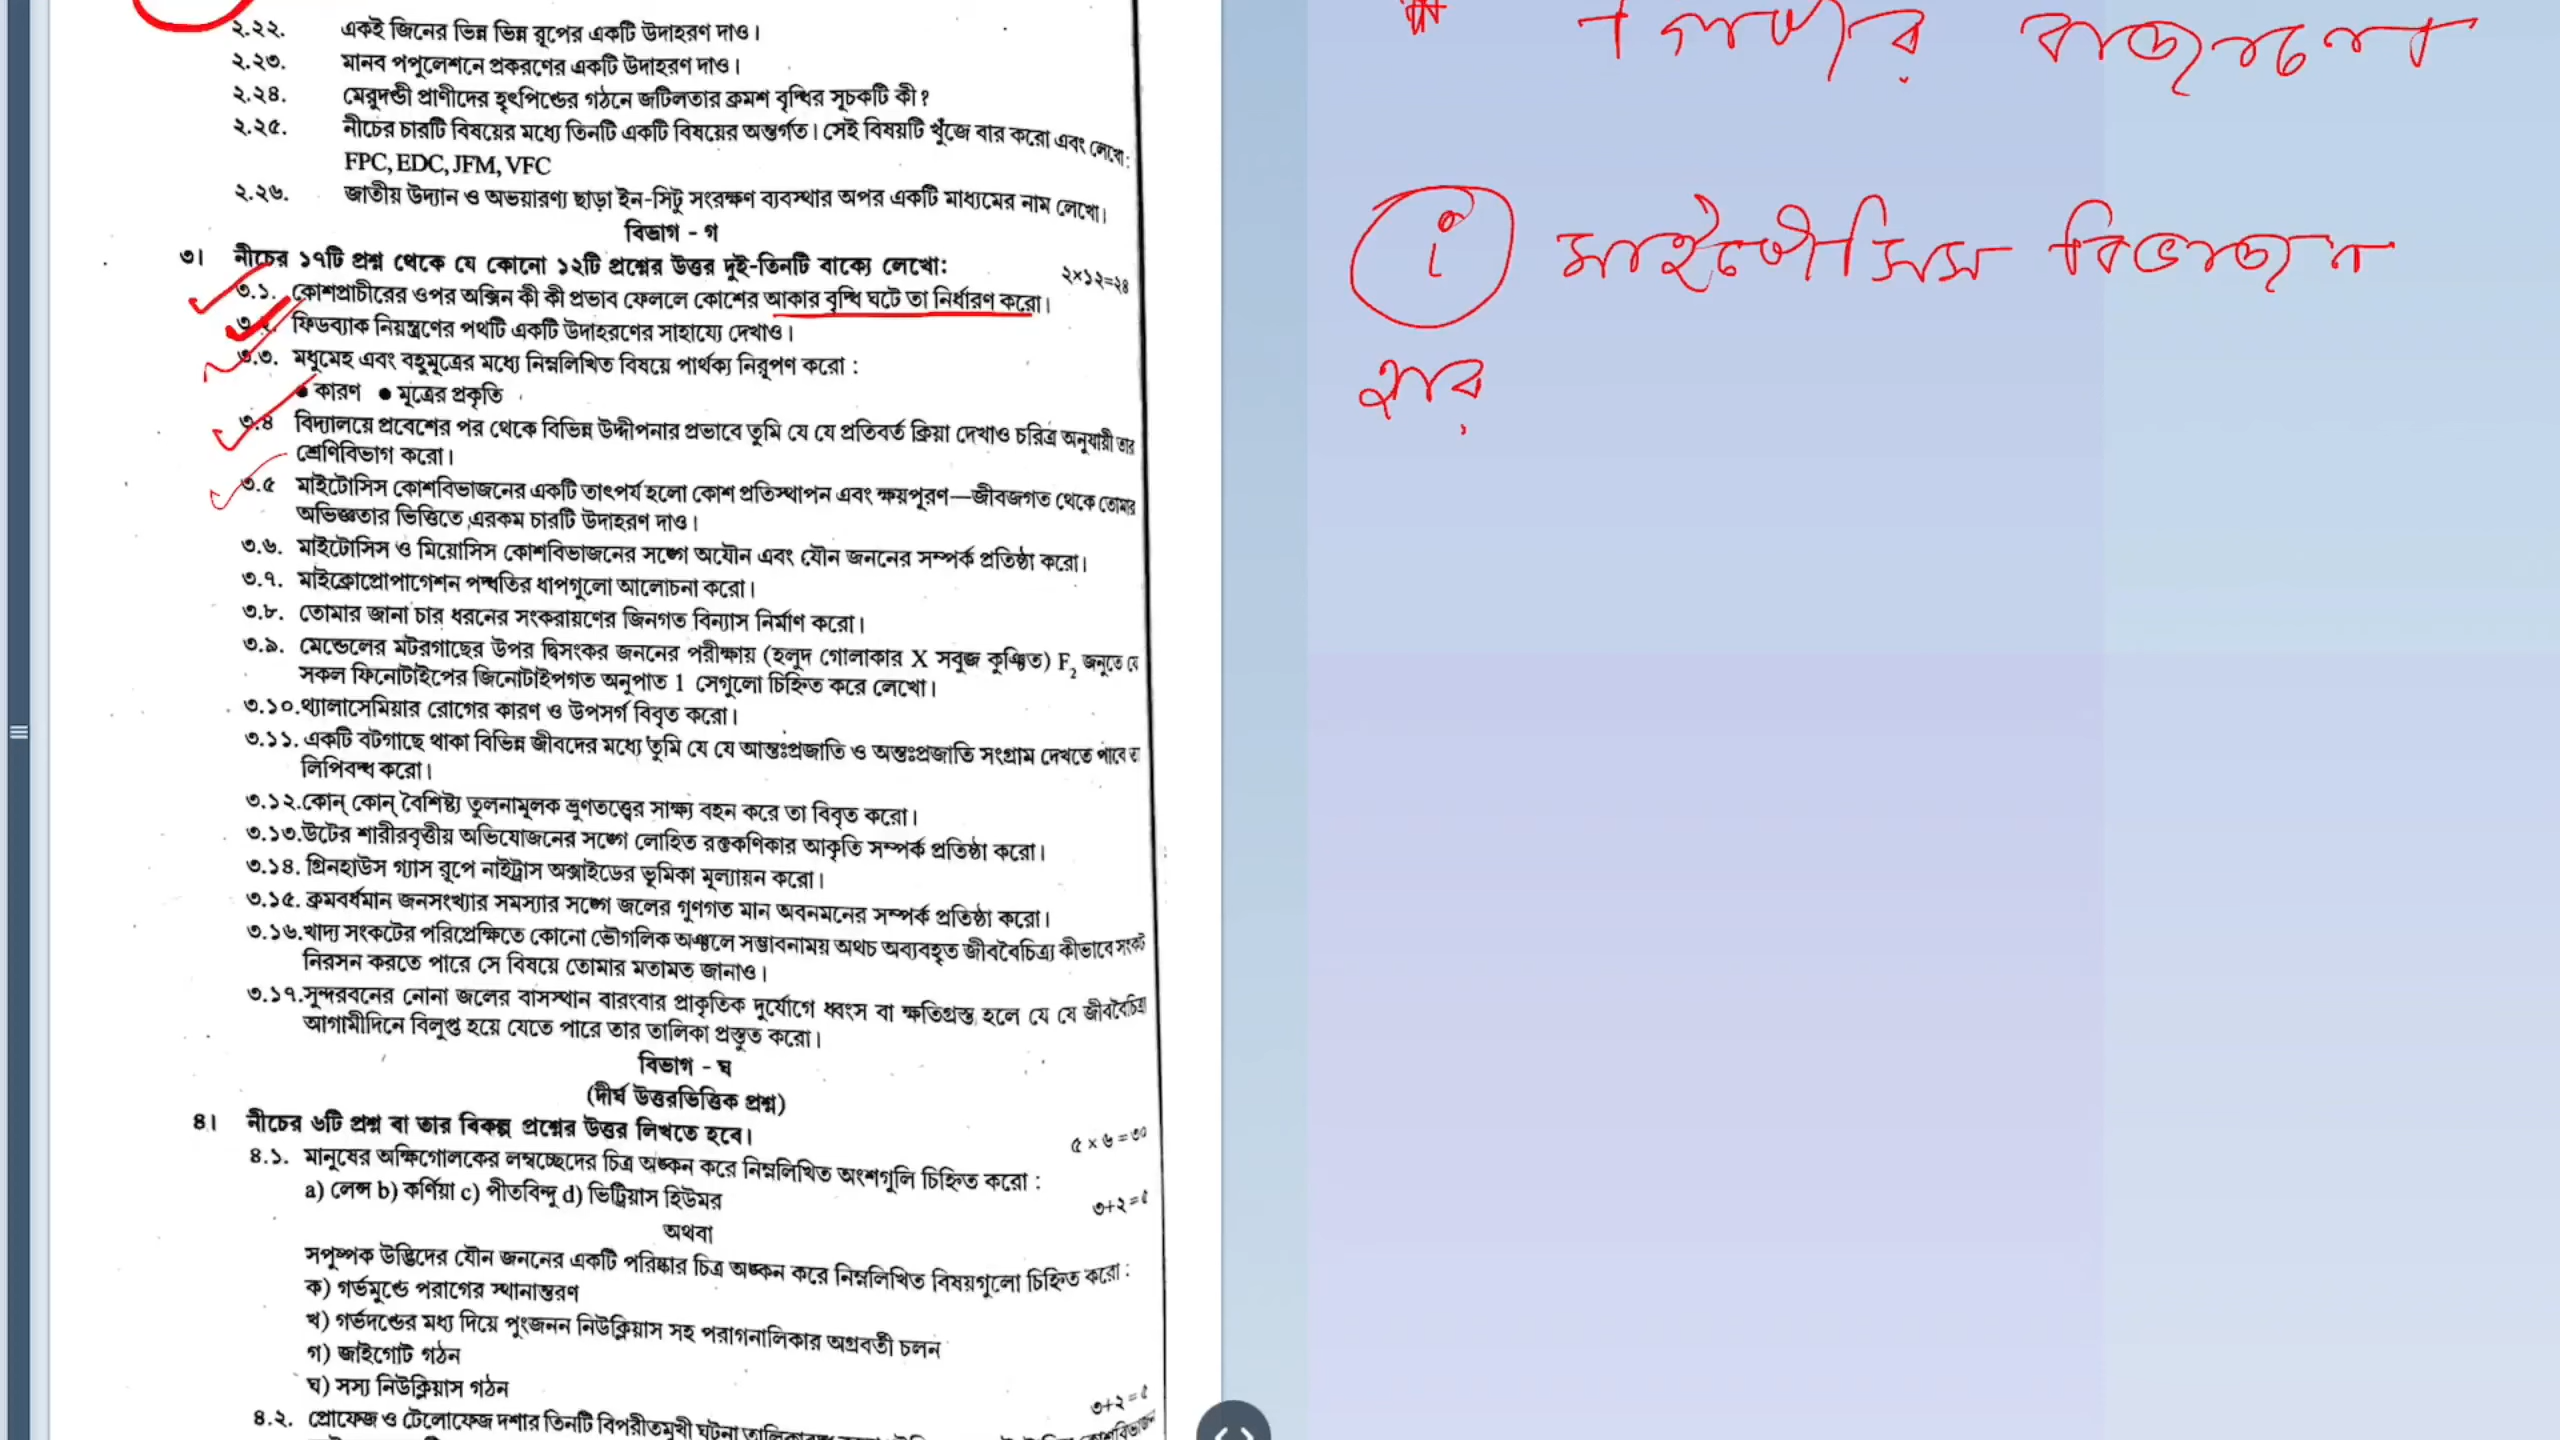 ২.২২. একই জিনের ভিন্ন ভিন্ন রূপের একটি উদাহরণ দাও।
২.২৩. মানব পপুলেশনে প্রকরণের একটি উদাহরণ দাও।
২.২৪. মেরুদণ্ডী প্রাণীদের হৃৎপিন্ডের গঠনে জটিলতার ক্রমশ বৃদ্ধির সূচকটি কী?
২.২৫. নীচের চারটি বিষয়ের মধ্যে তিনটি একটি বিষয়ের অন্তর্গত। সেই বিষয়টি খুঁজে বার করো এবং লেখো:
FPC, EDC, JFM, VFC
২.২৬. জাতীয় উদ্যান ও অভয়ারণ্য ছাড়া ইন-সিটু সংরক্ষণ ব্যবস্থার অপর একটি মাধ্যমের নাম লেখো।
বিভাগ - গ
৩। নীচের ১৭টি প্রশ্ন থেকে যে কোনো ১২টি প্রশ্নের উত্তর দুই-তিনটি বাক্যে লেখো: ২×১২=২৪
৩.১. কোশপ্রাচীরের ওপর অক্সিন কী কী প্রভাব ফেললে কোশের আকার বৃদ্ধি ঘটে তা নির্ধারণ করো।
৩.২. ফিডব্যাক নিয়ন্ত্রণের পথটি একটি উদাহরণের সাহায্যে দেখাও।
৩.৩. মধুমেহ এবং বহুমূত্রের মধ্যে নিম্নলিখিত বিষয়ে পার্থক্য নিরূপণ করো :
● কারণ ● মূত্রের প্রকৃতি
৩.৪ বিদ্যালয়ে প্রবেশের পর থেকে বিভিন্ন উদ্দীপনার প্রভাবে তুমি যে যে প্রতিবর্ত ক্রিয়া দেখাও চরিত্র অনুযায়ী তার
শ্রেণিবিভাগ করো।
৩.৫ মাইটোসিস কোশবিভাজনের একটি তাৎপর্য হলো কোশ প্রতিস্থাপন এবং ক্ষয়পূরণ—জীবজগত থেকে তোমার
অভিজ্ঞতার ভিত্তিতে এরকম চারটি উদাহরণ দাও।
৩.৬. মাইটোসিস ও মিয়োসিস কোশবিভাজনের সঙ্গে অযৌন এবং যৌন জননের সম্পর্ক প্রতিষ্ঠা করো।
৩.৭. মাইক্রোপ্রোপাগেশন পদ্ধতির ধাপগুলো আলোচনা করো।
৩.৮. তোমার জানা চার ধরনের সংকরায়ণের জিনগত বিন্যাস নির্মাণ করো।
৩.৯. মেন্ডেলের মটরগাছের উপর দ্বিসংকর জননের পরীক্ষায় (হলুদ গোলাকার X সবুজ কুঞ্চিত) F₂ জনুতে যে
সকল ফিনোটাইপের জিনোটাইপগত অনুপাত 1 সেগুলো চিহ্নিত করে লেখো।
৩.১০. থ্যালাসেমিয়ার রোগের কারণ ও উপসর্গ বিবৃত করো।
৩.১১. একটি বটগাছে থাকা বিভিন্ন জীবদের মধ্যে তুমি যে যে আন্তঃপ্রজাতি ও অন্তঃপ্রজাতি সংগ্রাম দেখতে পাবে তা
লিপিবদ্ধ করো।
৩.১২. কোন্ কোন্ বৈশিষ্ট্য তুলনামূলক ভ্রুণতত্ত্বের সাক্ষ্য বহন করে তা বিবৃত করো।
৩.১৩. উটের শারীরবৃত্তীয় অভিযোজনের সঙ্গে লোহিত রক্তকণিকার আকৃতি সম্পর্ক প্রতিষ্ঠা করো।
৩.১৪. গ্রিনহাউস গ্যাস রূপে নাইট্রাস অক্সাইডের ভূমিকা মূল্যায়ন করো।
৩.১৫. ক্রমবর্ধমান জনসংখ্যার সমস্যার সঙ্গে জলের গুণগত মান অবনমনের সম্পর্ক প্রতিষ্ঠা করো।
৩.১৬. খাদ্য সংকটের পরিপ্রেক্ষিতে কোনো ভৌগলিক অঞ্চলে সম্ভাবনাময় অথচ অব্যবহৃত জীববৈচিত্র্য কীভাবে সংকট
নিরসন করতে পারে সে বিষয়ে তোমার মতামত জানাও।
৩.১৭. সুন্দরবনের নোনা জলের বাসস্থান বারংবার প্রাকৃতিক দুর্যোগে ধ্বংস বা ক্ষতিগ্রস্ত হলে যে যে জীববৈচিত্র্য
আগামীদিনে বিলুপ্ত হয়ে যেতে পারে তার তালিকা প্রস্তুত করো।
বিভাগ - ঘ
(দীর্ঘ উত্তরভিত্তিক প্রশ্ন)
৪। নীচের ৬টি প্রশ্ন বা তার বিকল্প প্রশ্নের উত্তর লিখতে হবে। ৫×৬=৩০
৪.১. মানুষের অক্ষিগোলকের লম্বচ্ছেদের চিত্র অঙ্কন করে নিম্নলিখিত অংশগুলি চিহ্নিত করো :
a) লেন্স b) কর্ণিয়া c) পীতবিন্দু d) ভিট্রিয়াস হিউমর ৩+২=৫
অথবা
সপুষ্পক উদ্ভিদের যৌন জননের একটি পরিষ্কার চিত্র অঙ্কন করে নিম্নলিখিত বিষয়গুলো চিহ্নিত করো :
ক) গর্ভমুন্ডে পরাগের স্থানান্তরণ
খ) গর্ভদন্ডের মধ্য দিয়ে পুংজনন নিউক্লিয়াস সহ পরাগনালিকার অগ্রবর্তী চলন
গ) জাইগোট গঠন
ঘ) সস্য নিউক্লিয়াস গঠন ৩+২=৫
৪.২. প্রোফেজ ও টেলোফেজ দশার তিনটি বিপরীতমুখী ঘটনা
i মাইটোসিস বিভাজন
হার